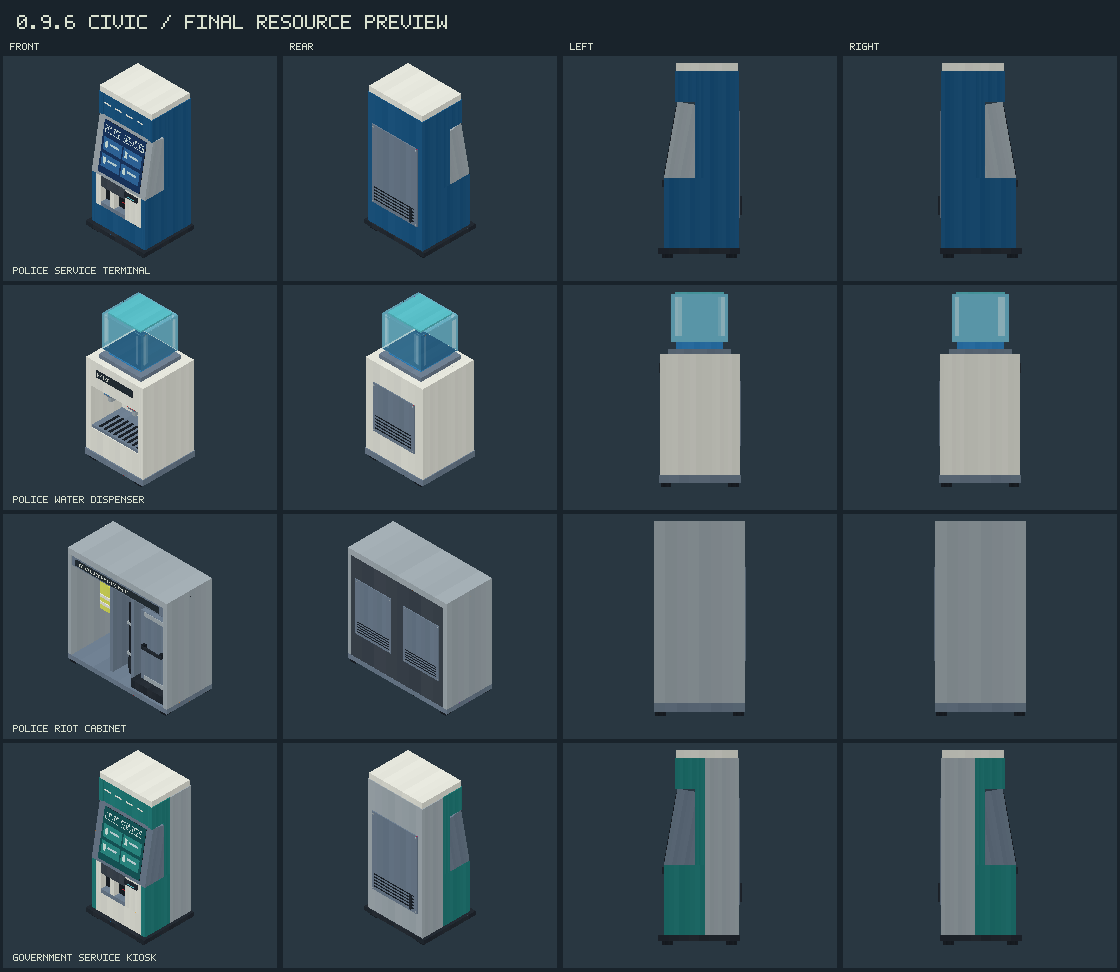 0.9.6 CIVIC / FINAL RESOURCE PREVIEW
FRONT
REAR
LEFT
RIGHT
POLICE SERVICE TERMINAL
POLICE WATER DISPENSER
POLICE RIOT CABINET
GOVERNMENT SERVICE KIOSK